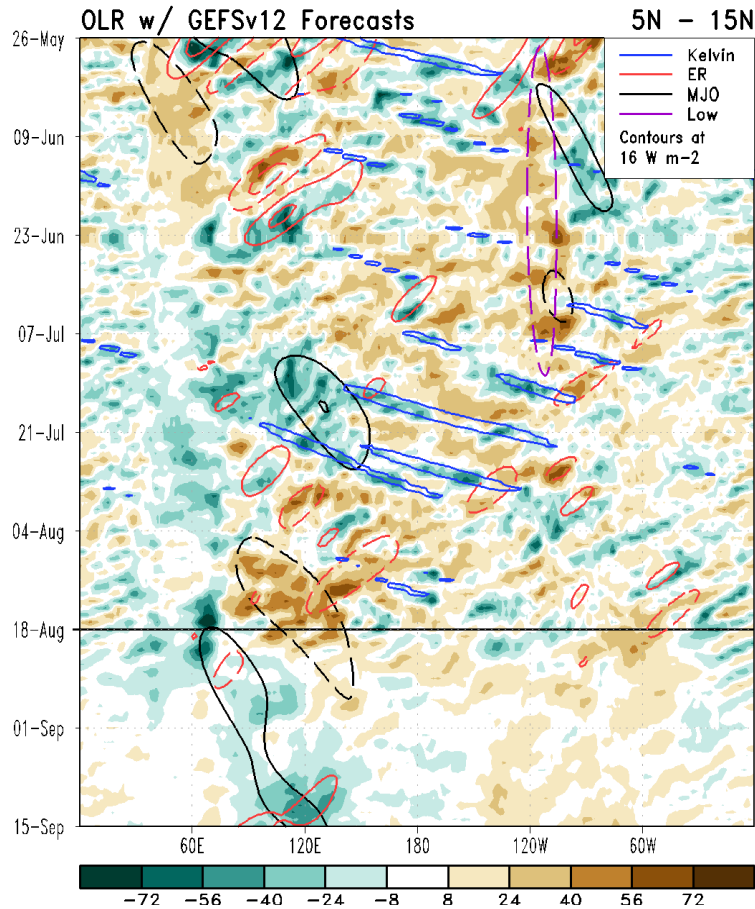 OLR w/ GEFSv12 Forecasts 5N - 15N
26-May
09-Jun
23-Jun
07-Jul
21-Jul
04-Aug
18-Aug
01-Sep
15-Sep
Kelvin
ER
MJO
Low
Contours at
16 W m-2
60E 120E 180 120W 60W
-72 -56 -40 -24 -8 8 24 40 56 72